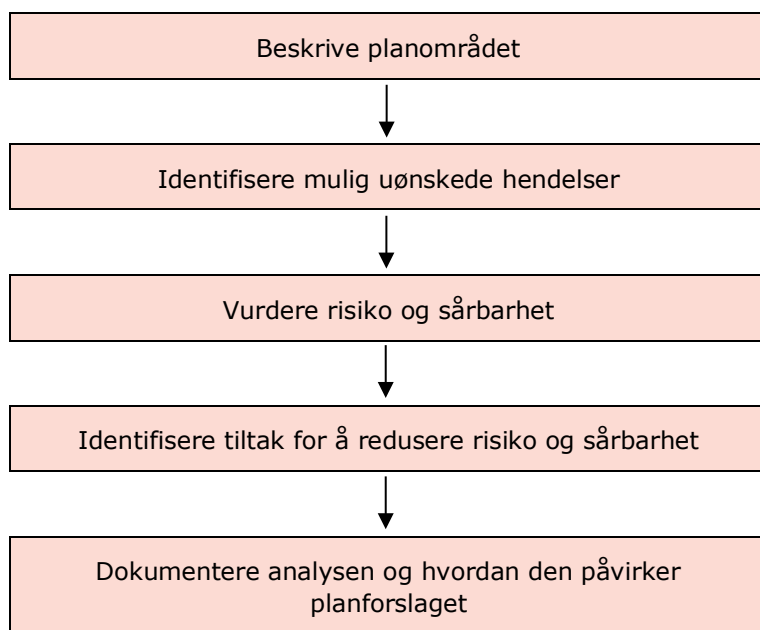 Beskrive planområdet
Identifisere mulig uønskede hendelser
Vurdere risiko og sårbarhet
Identifisere tiltak for å redusere risiko og sårbarhet
Dokumentere analysen og hvordan den påvirker
planforslaget